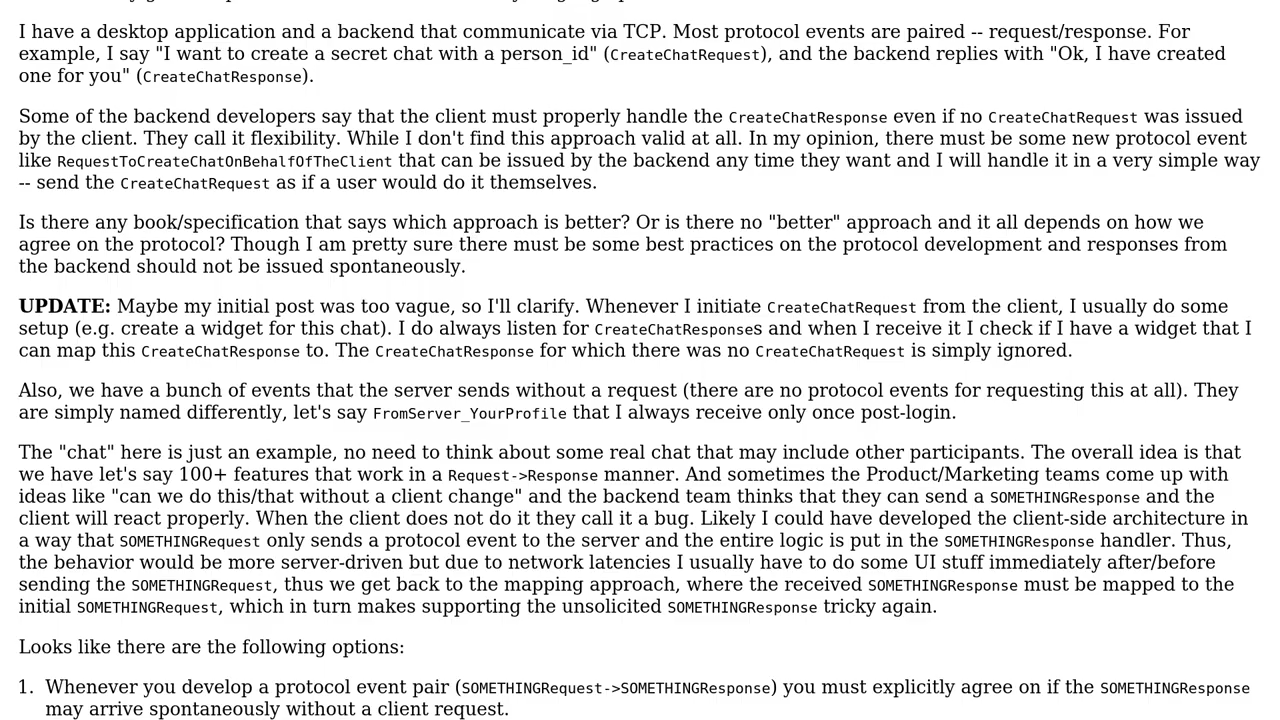 I have a desktop application and a backend that communicate via TCP. Most protocol events are paired -- request/response. For
example, I say "I want to create a secret chat with a person_id" (CreateChatRequest), and the backend replies with "Ok, I have created
one for you" (CreateChatResponse).
Some of the backend developers say that the client must properly handle the CreateChatResponse even if no CreateChatRequest was issued
by the client. They call it flexibility. While I don't find this approach valid at all. In my opinion, there must be some new protocol event
like RequestToCreateChatOnBehalfOfTheClient that can be issued by the backend any time they want and I will handle it in a very simple way
-- send the CreateChatRequest as if a user would do it themselves.
Is there any book/specification that says which approach is better? Or is there no "better" approach and it all depends on how we
agree on the protocol? Though I am pretty sure there must be some best practices on the protocol development and responses from
the backend should not be issued spontaneously.
UPDATE: Maybe my initial post was too vague, so I'll clarify. Whenever I initiate CreateChatRequest from the client, I usually do some
setup (e.g. create a widget for this chat). I do always listen for CreateChatResponses and when I receive it I check if I have a widget that I
can map this CreateChatResponse to. The CreateChatResponse for which there was no CreateChatRequest is simply ignored.
Also, we have a bunch of events that the server sends without a request (there are no protocol events for requesting this at all). They
are simply named differently, let's say FromServer_YourProfile that I always receive only once post-login.
The "chat" here is just an example, no need to think about some real chat that may include other participants. The overall idea is that
we have let's say 100+ features that work in a Request->Response manner. And sometimes the Product/Marketing teams come up with
ideas like "can we do this/that without a client change" and the backend team thinks that they can send a SOMETHINGResponse and the
client will react properly. When the client does not do it they call it a bug. Likely I could have developed the client-side architecture in
a way that SOMETHINGRequest only sends a protocol event to the server and the entire logic is put in the SOMETHINGResponse handler. Thus,
the behavior would be more server-driven but due to network latencies I usually have to do some UI stuff immediately after/before
sending the SOMETHINGRequest, thus we get back to the mapping approach, where the received SOMETHINGResponse must be mapped to the
initial SOMETHINGRequest, which in turn makes supporting the unsolicited SOMETHINGResponse tricky again.
Looks like there are the following options:
1. Whenever you develop a protocol event pair (SOMETHINGRequest->SOMETHINGResponse) you must explicitly agree on if the SOMETHINGResponse
may arrive spontaneously without a client request.